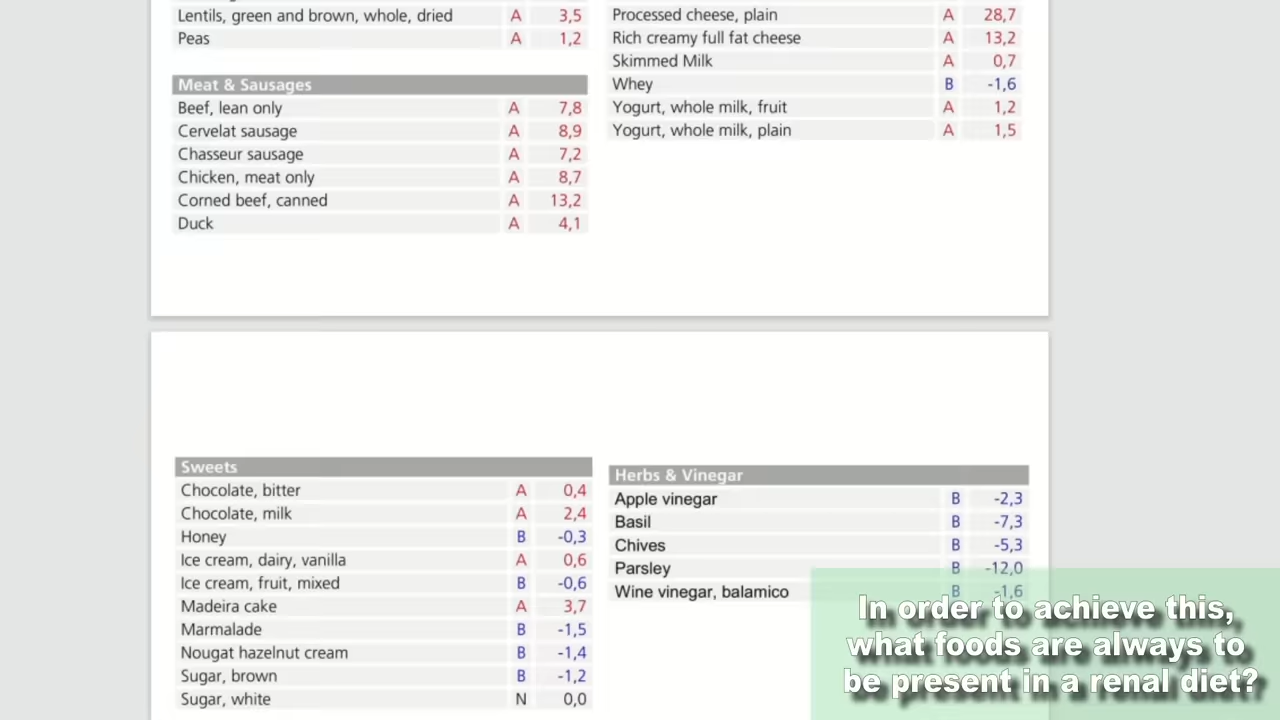 Lentils, green and brown, whole, dried A 3,5
Peas A 1,2
Meat & Sausages
Beef, lean only A 7,8
Cervelat sausage A 8,9
Chasseur sausage A 7,2
Chicken, meat only A 8,7
Corned beef, canned A 13,2
Duck A 4,1
Processed cheese, plain A 28,7
Rich creamy full fat cheese A 13,2
Skimmed Milk A 0,7
Whey B -1,6
Yogurt, whole milk, fruit A 1,2
Yogurt, whole milk, plain A 1,5
Sweets
Chocolate, bitter A 0,4
Chocolate, milk A 2,4
Honey B -0,3
Ice cream, dairy, vanilla A 0,6
Ice cream, fruit, mixed B -0,6
Madeira cake A 3,7
Marmalade B -1,5
Nougat hazelnut cream B -1,4
Sugar, brown B -1,2
Sugar, white N 0,0
Herbs & Vinegar
Apple vinegar B -2,3
Basil B -7,3
Chives B -5,3
Parsley B -12,0
Wine vinegar, balamico B -1,6
In order to achieve this,
what foods are always to
be present in a renal diet?